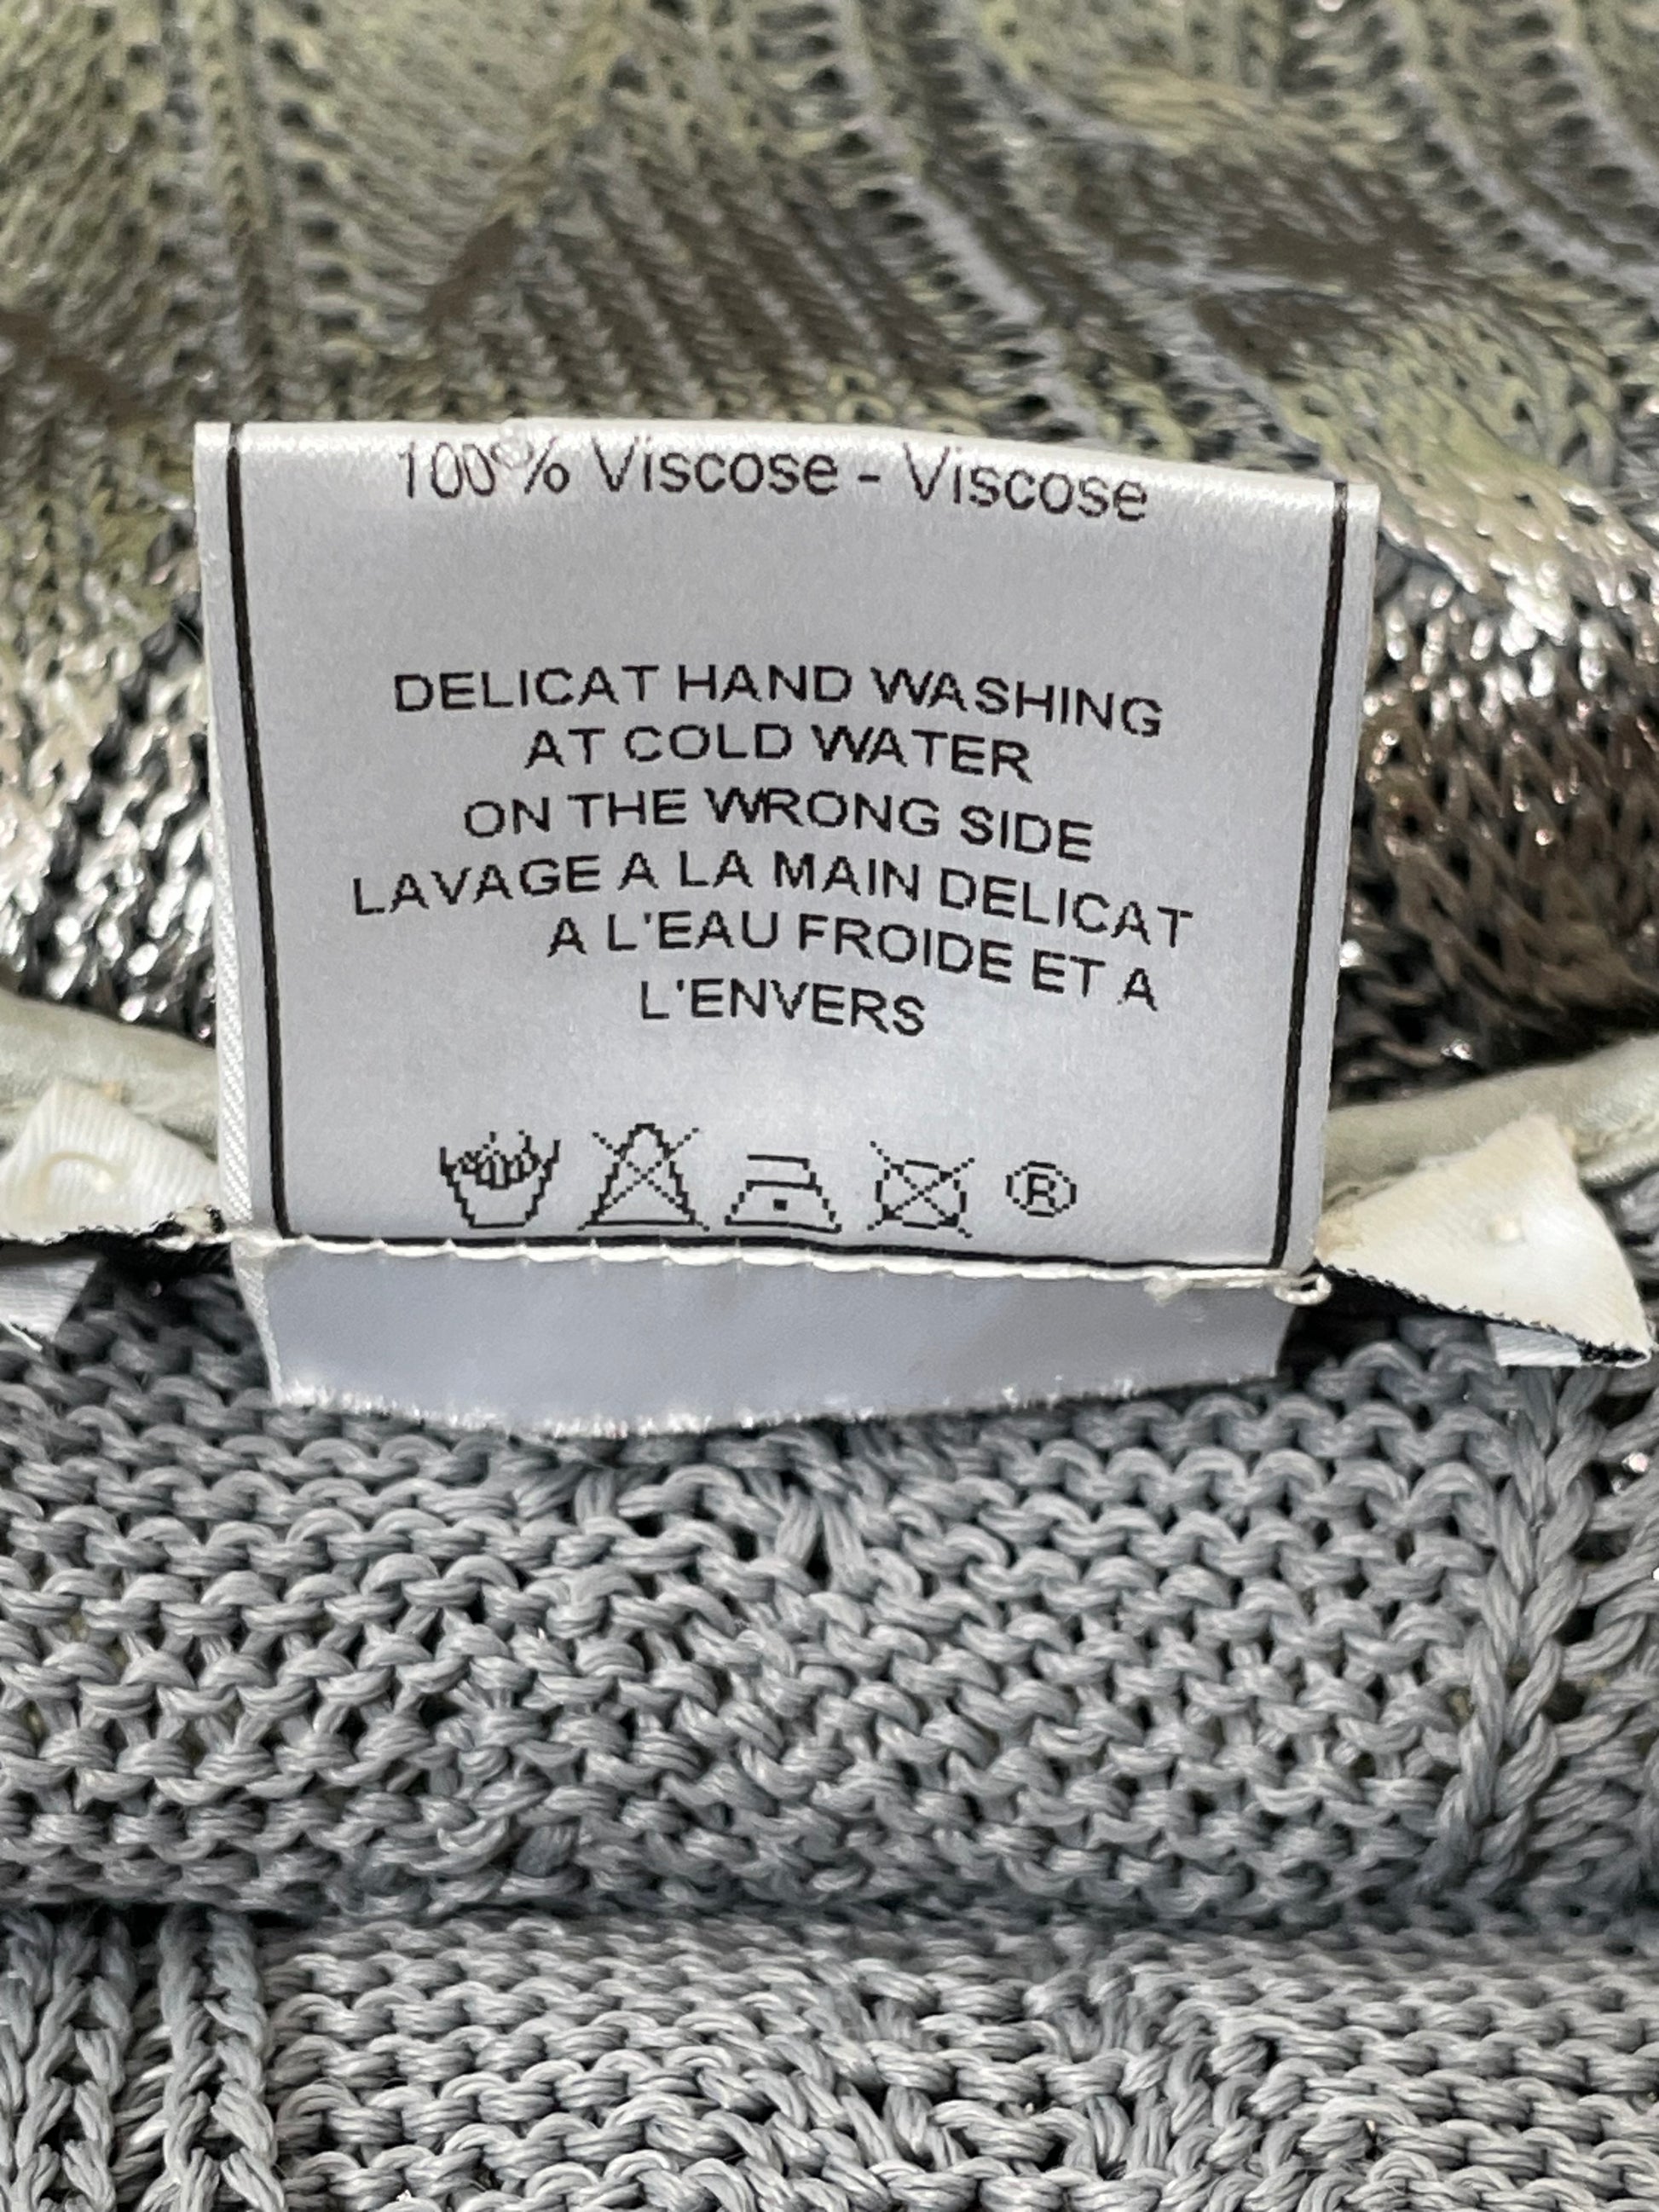 100% Viscose - Viscose
DELICAT HAND WASHING
AT COLD WATER
ON THE WRONG SIDE
LAVAGE A LA MAIN DELICAT
A L'EAU FROIDE ET A
L'ENVERS
®